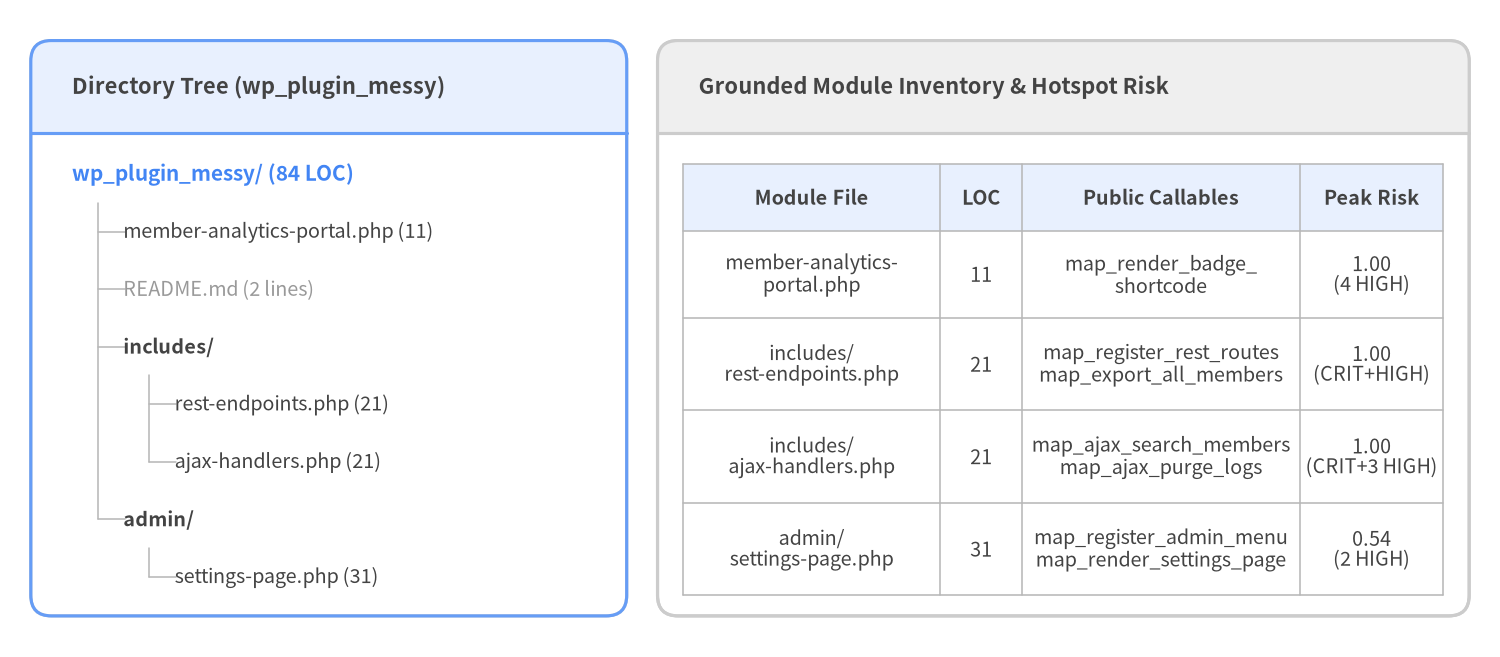 Directory Tree (wp_plugin_messy)
wp_plugin_messy/ (84 LOC)
member-analytics-portal.php (11)
README.md (2 lines)
includes/
rest-endpoints.php (21)
ajax-handlers.php (21)
admin/
settings-page.php (31)
Grounded Module Inventory & Hotspot Risk
Module File
LOC
Public Callables
Peak Risk
member-analytics-
portal.php
11
map_render_badge_
shortcode
1.00
(4 HIGH)
includes/
rest-endpoints.php
21
map_register_rest_routes
map_export_all_members
1.00
(CRIT+HIGH)
includes/
ajax-handlers.php
21
map_ajax_search_members
map_ajax_purge_logs
1.00
(CRIT+3 HIGH)
admin/
settings-page.php
31
map_register_admin_menu
map_render_settings_page
0.54
(2 HIGH)